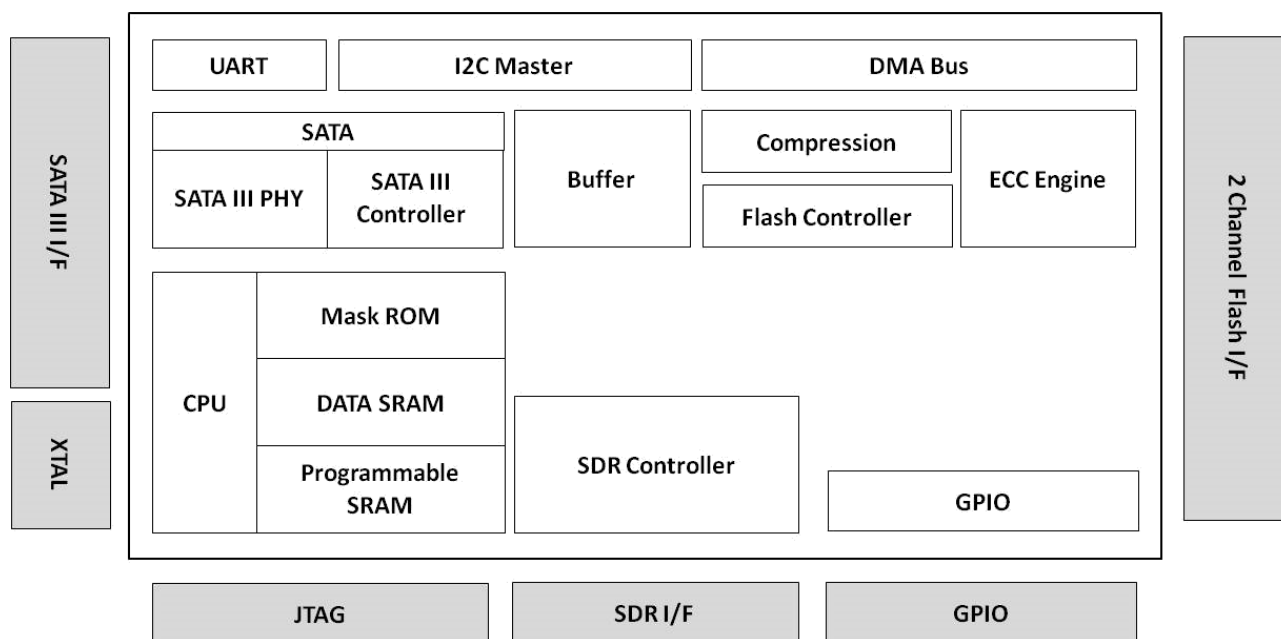 UART
I2C Master
DMA Bus
SATA III I/F
SATA
SATA III PHY
SATA III
Controller
Buffer
Compression
Flash Controller
ECC Engine
2 Channel Flash I/F
CPU
Mask ROM
DATA SRAM
Programmable
SRAM
SDR Controller
GPIO
XTAL
JTAG
SDR I/F
GPIO